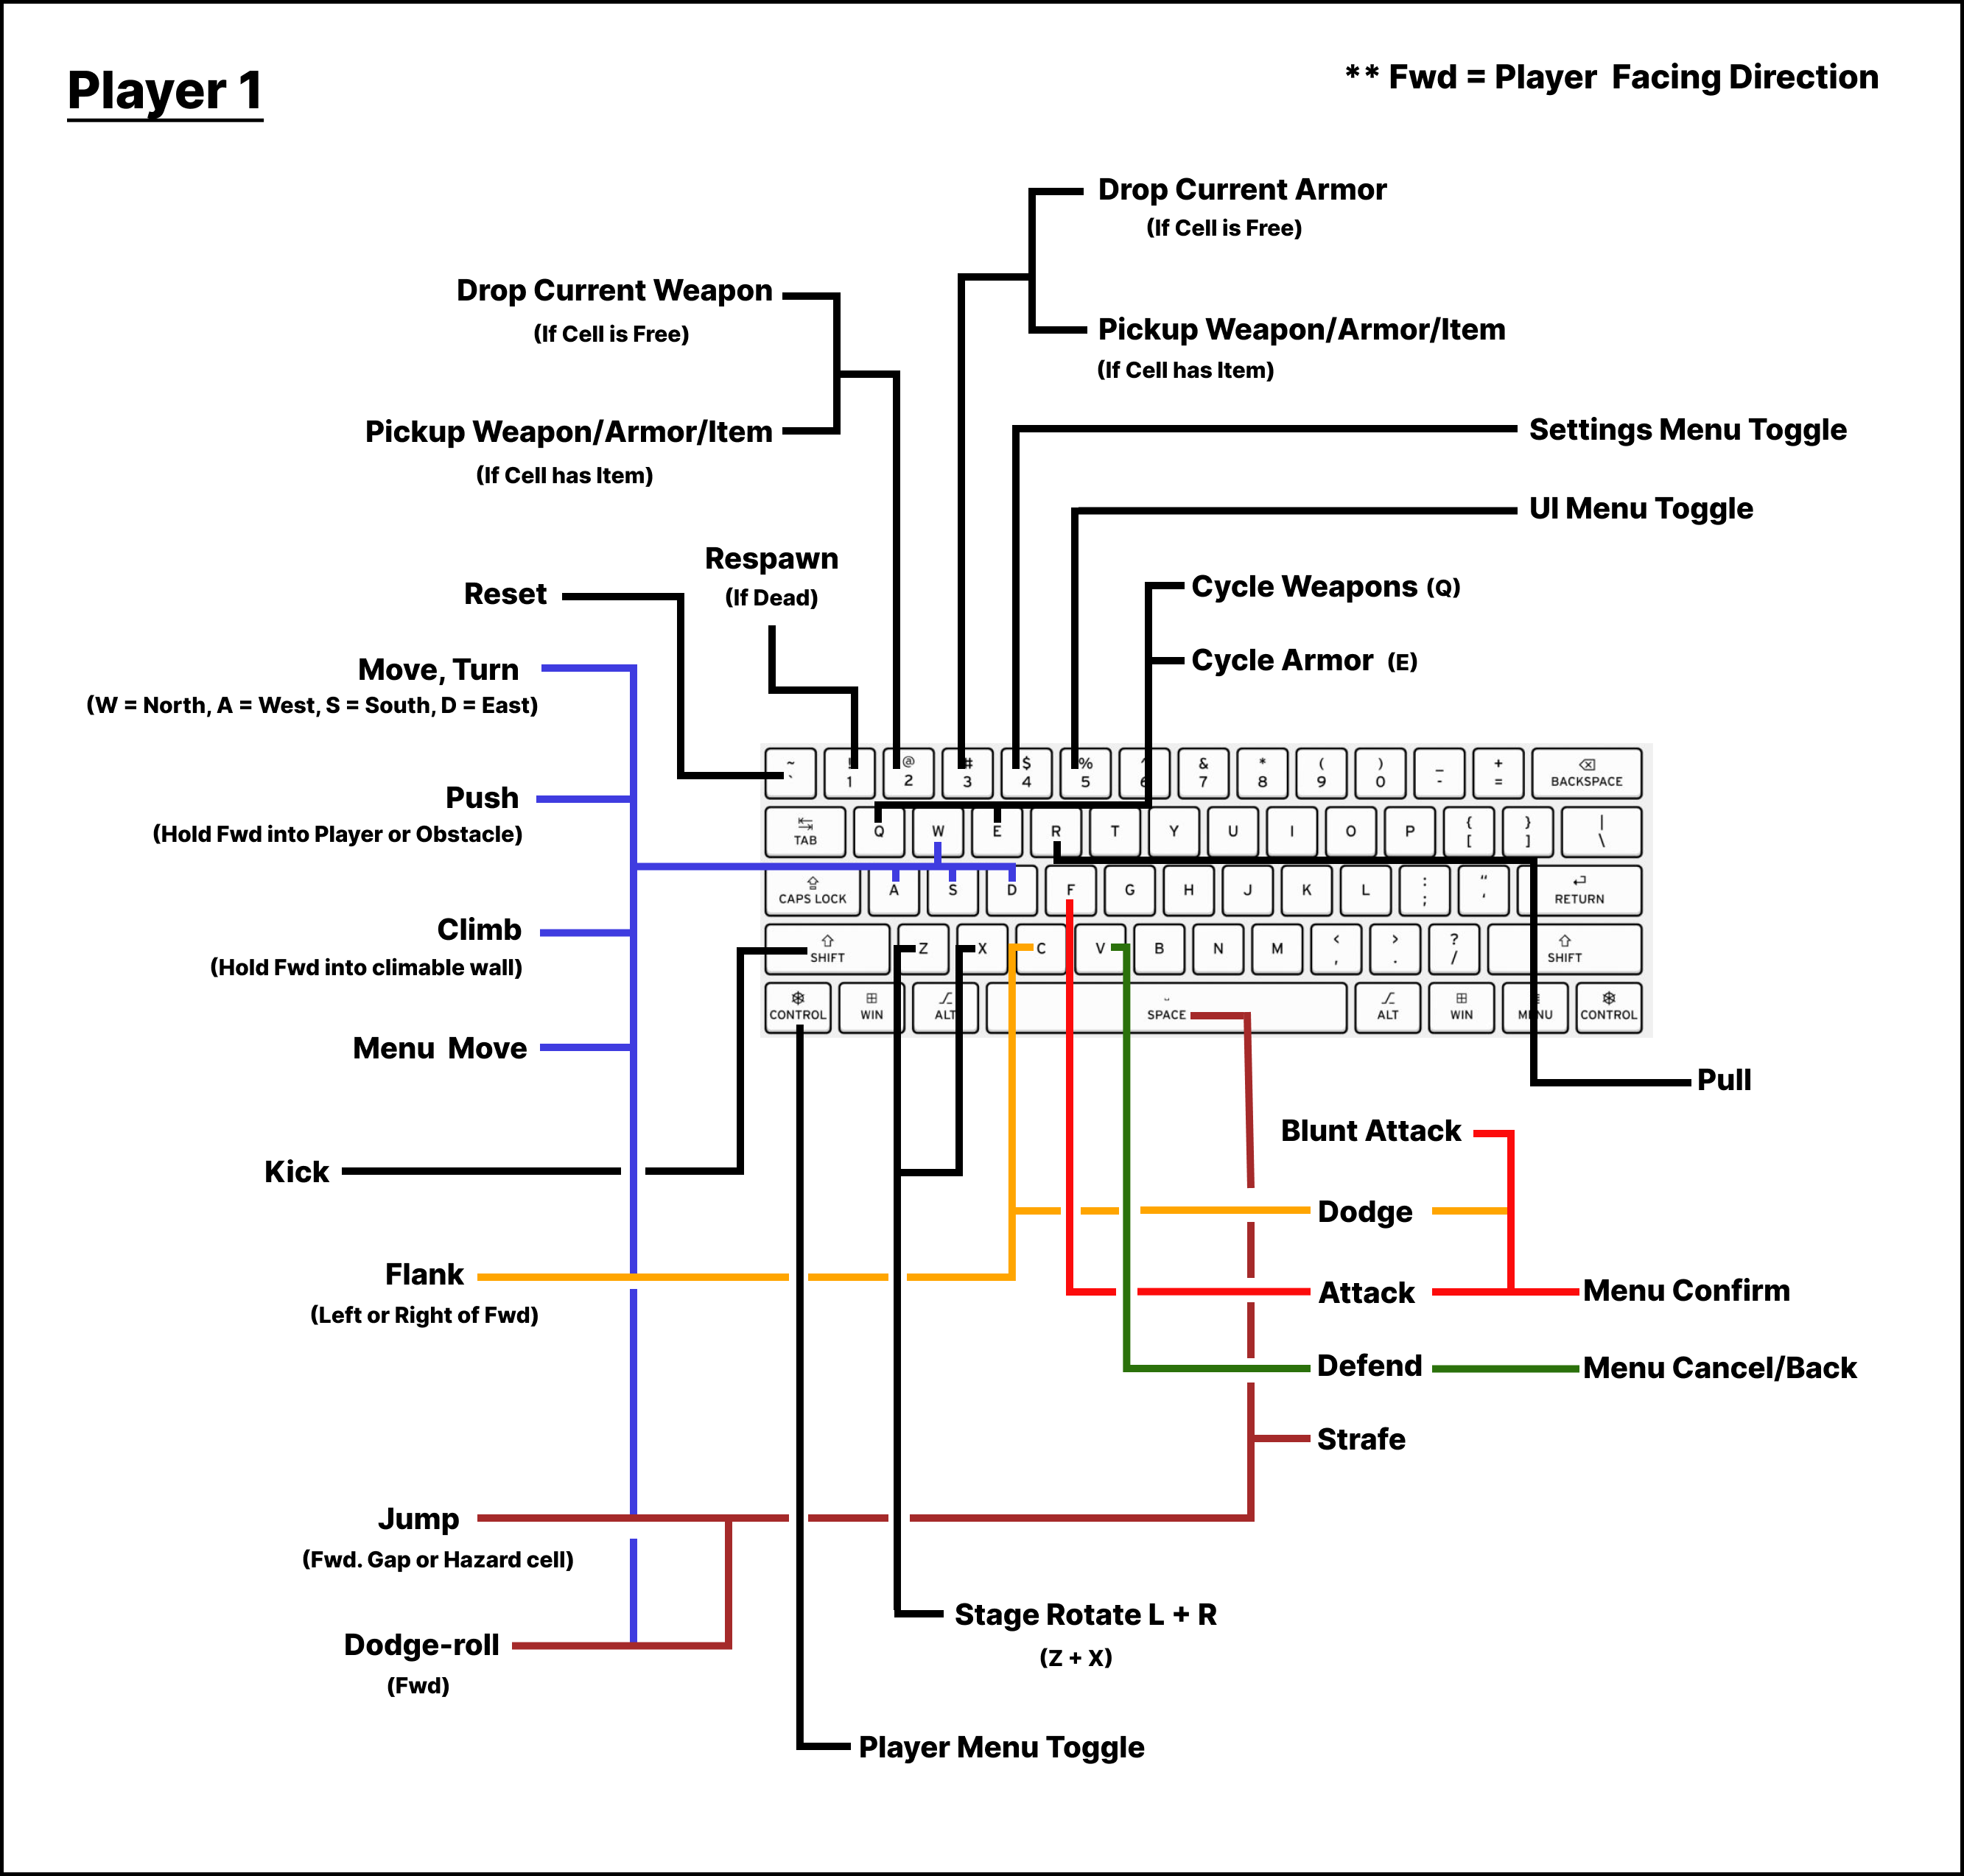 Player 1
** Fwd = Player Facing Direction
Drop Current Armor
(If Cell is Free)
Drop Current Weapon
(If Cell is Free)
Pickup Weapon/Armor/Item
(If Cell has Item)
Pickup Weapon/Armor/Item
(If Cell has Item)
Settings Menu Toggle
UI Menu Toggle
Respawn
(If Dead)
Reset
Cycle Weapons (Q)
Cycle Armor (E)
Move, Turn
(W = North, A = West, S = South, D = East)
Push
(Hold Fwd into Player or Obstacle)
Climb
(Hold Fwd into climable wall)
Menu Move
~ ! @ # $ % ^ & * ( ) _ +
` 1 2 3 4 5 6 7 8 9 0 - = BACKSPACE
TAB Q W E R T Y U I O P { [ } ] | \
CAPS LOCK A S D F G H J K L : ; “ ‘ RETURN
SHIFT Z X C V B N M < , > . ? / SHIFT
CONTROL WIN ALT SPACE ALT WIN MENU CONTROL
Pull
Blunt Attack
Kick
Dodge
Flank
(Left or Right of Fwd)
Attack
Menu Confirm
Defend
Menu Cancel/Back
Strafe
Jump
(Fwd. Gap or Hazard cell)
Stage Rotate L + R
(Z + X)
Dodge-roll
(Fwd)
Player Menu Toggle